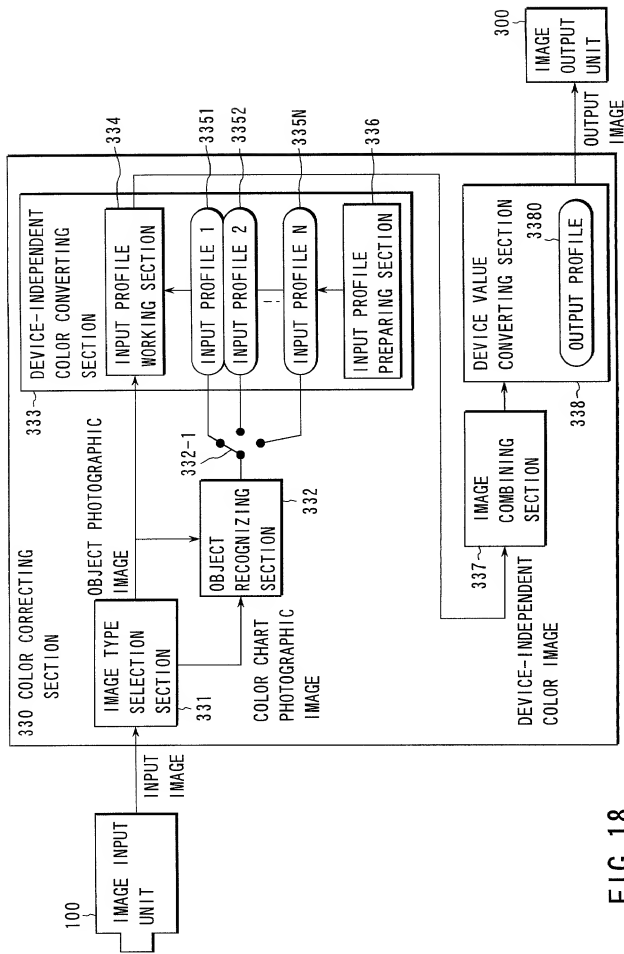 100
IMAGE INPUT
UNIT
INPUT
IMAGE
330 COLOR CORRECTING
SECTION
IMAGE TYPE
SELECTION
SECTION
331
OBJECT PHOTOGRAPHIC
IMAGE
COLOR CHART
PHOTOGRAPHIC
IMAGE
OBJECT
RECOGNIZING
SECTION
332
332-1
333
DEVICE-INDEPENDENT
COLOR CONVERTING
SECTION
INPUT PROFILE
WORKING SECTION
334
INPUT PROFILE 1
3351
INPUT PROFILE 2
3352
INPUT PROFILE N
335N
INPUT PROFILE
PREPARING SECTION
336
DEVICE-INDEPENDENT
COLOR IMAGE
337
IMAGE
COMBINING
SECTION
DEVICE VALUE
CONVERTING SECTION
OUTPUT PROFILE
3380
338
OUTPUT
IMAGE
IMAGE
OUTPUT
UNIT
300
FIG. 18